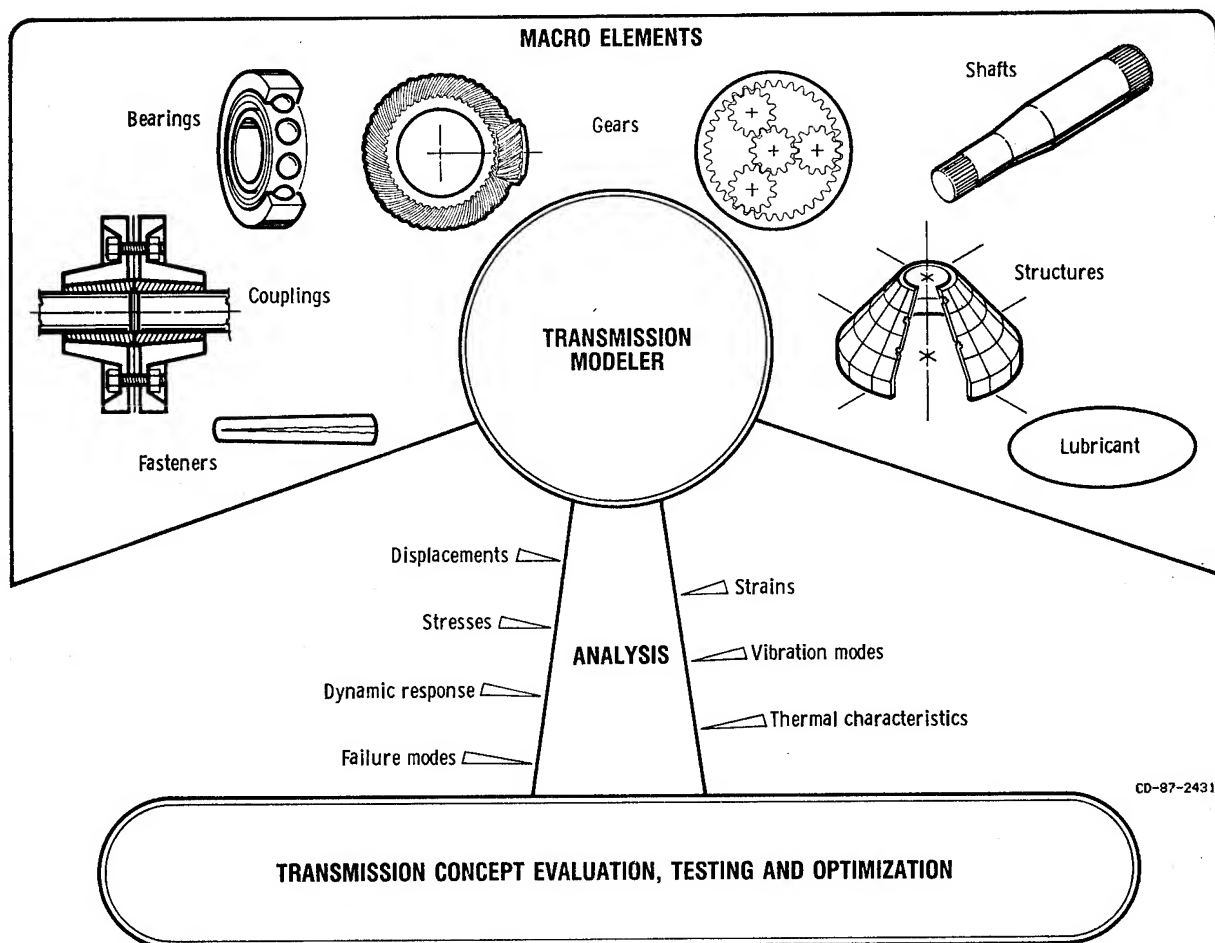 MACRO ELEMENTS
Bearings
Gears
Shafts
Couplings
Structures
TRANSMISSION
MODELER
Fasteners
Lubricant
Displacements
Strains
Stresses
ANALYSIS
Vibration modes
Dynamic response
Thermal characteristics
Failure modes
CD-87-2431
TRANSMISSION CONCEPT EVALUATION, TESTING AND OPTIMIZATION